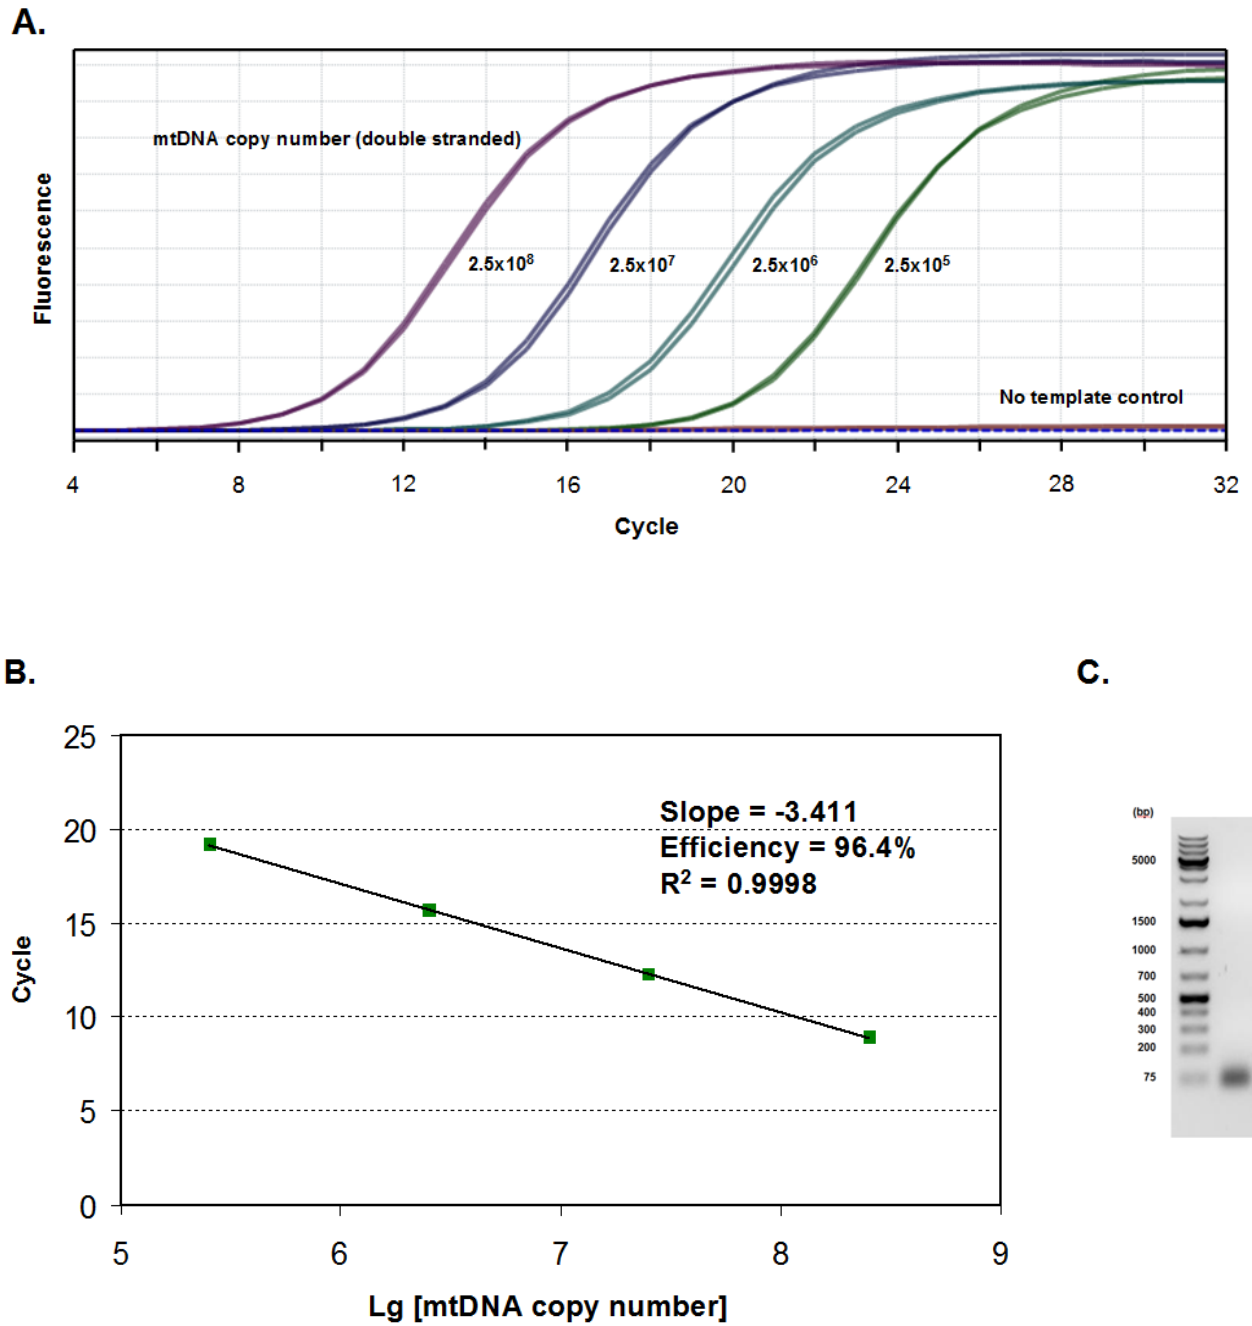 A.
mtDNA copy number (double stranded)
Fluorescence
2.5x10⁸ 2.5x10⁷ 2.5x10⁶ 2.5x10⁵
No template control
4 8 12 16 20 24 28 32
Cycle
B.
25
20
15
10
5
0
Cycle
Slope = -3.411
Efficiency = 96.4%
R² = 0.9998
5 6 7 8 9
Lg [mtDNA copy number]
C.
(bp)
5000
1500
1000
700
500
400
300
200
75